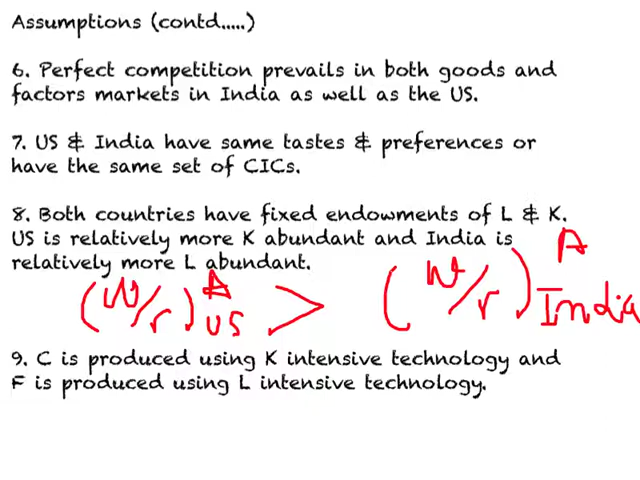 Assumptions (contd.....)
6. Perfect competition prevails in both goods and
factors markets in India as well as the US.
7. US & India have same tastes & preferences or
have the same set of CICs.
8. Both countries have fixed endowments of L & K.
US is relatively more K abundant and India is
relatively more L abundant.
(W/r)^A_US > (W/r)^A_India
9. C is produced using K intensive technology and
F is produced using L intensive technology.